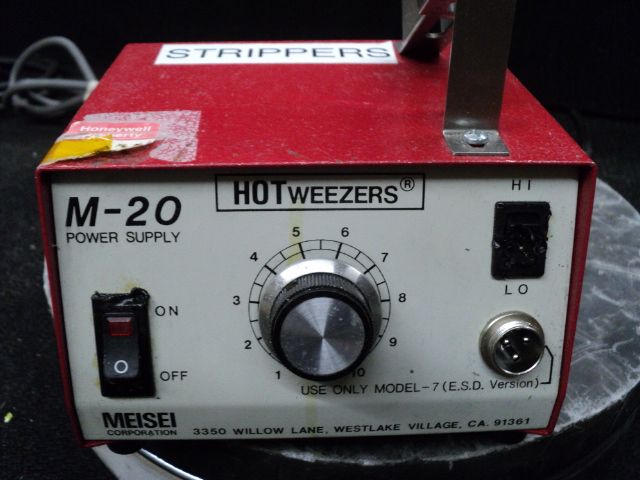 STRIPPERS
Honeywell
HOTWEEZERS®
M-20
POWER SUPPLY
HI
LO
ON
O
OFF
1
2
3
4
5
6
7
8
9
10
USE ONLY MODEL-7 (E.S.D. Version)
MEISEI
CORPORATION
3350 WILLOW LANE, WESTLAKE VILLAGE, CA. 91361